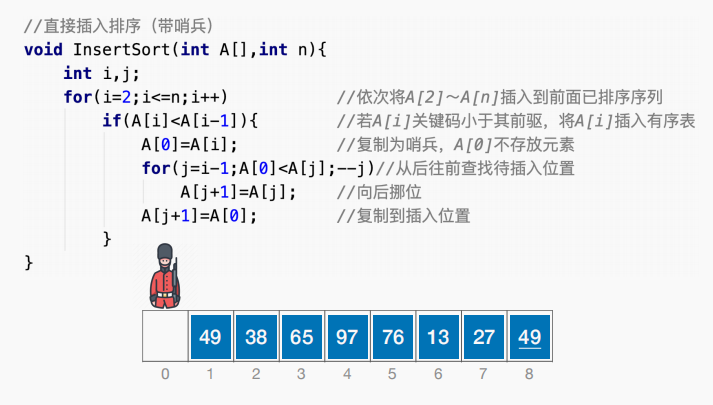 //直接插入排序（带哨兵）
void InsertSort(int A[],int n){
    int i,j;
    for(i=2;i<=n;i++)           //依次将A[2]～A[n]插入到前面已排序序列
        if(A[i]<A[i-1]){        //若A[i]关键码小于其前驱，将A[i]插入有序表
            A[0]=A[i];          //复制为哨兵，A[0]不存放元素
            for(j=i-1;A[0]<A[j];--j)//从后往前查找待插入位置
                A[j+1]=A[j];    //向后挪位
            A[j+1]=A[0];        //复制到插入位置
        }
}
49 38 65 97 76 13 27 49
0 1 2 3 4 5 6 7 8